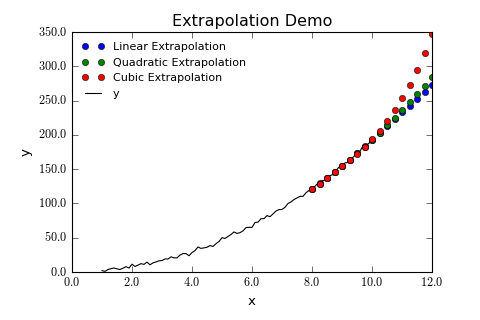 Extrapolation Demo
350.0
300.0
250.0
200.0
150.0
100.0
50.0
0.0
y
Linear Extrapolation
Quadratic Extrapolation
Cubic Extrapolation
y
0.0 2.0 4.0 6.0 8.0 10.0 12.0
x